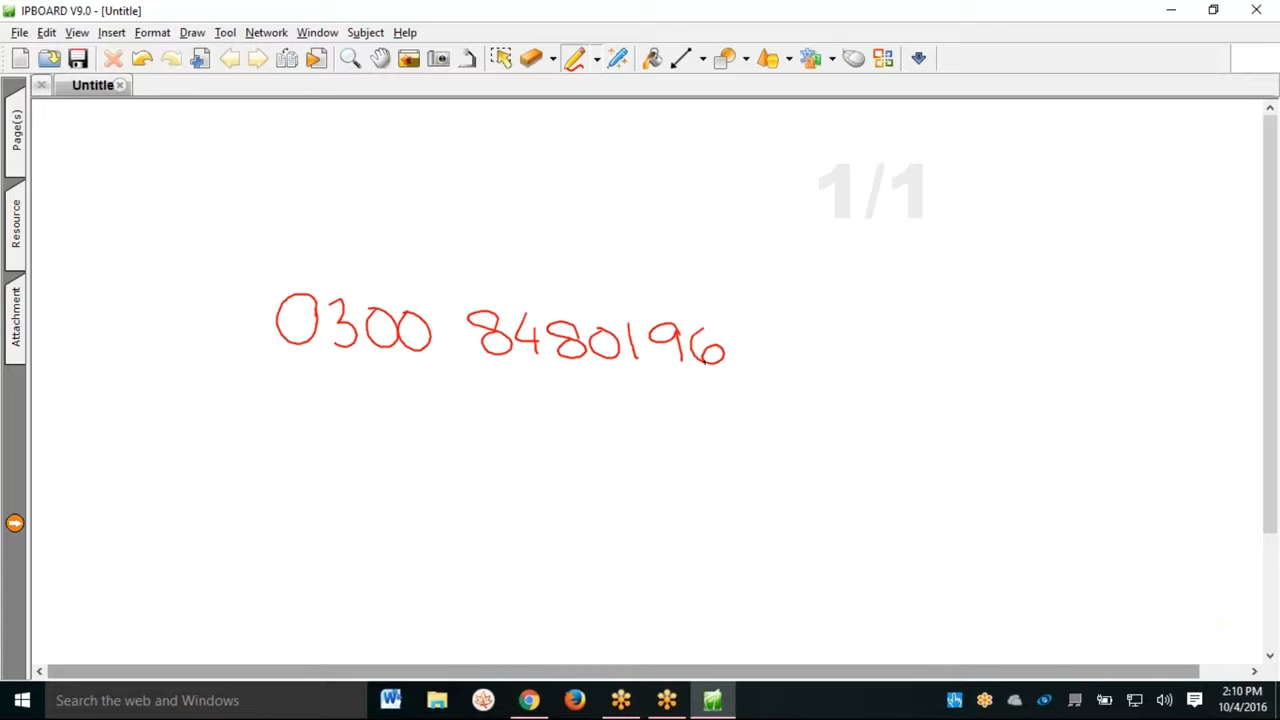 IPBOARD V9.0 - [Untitle]
File Edit View Insert Format Draw Tool Network Window Subject Help
Untitle
Page(s)
Resource
Attachment
1/1
0300 8480196
Search the web and Windows
2:10 PM
10/4/2016